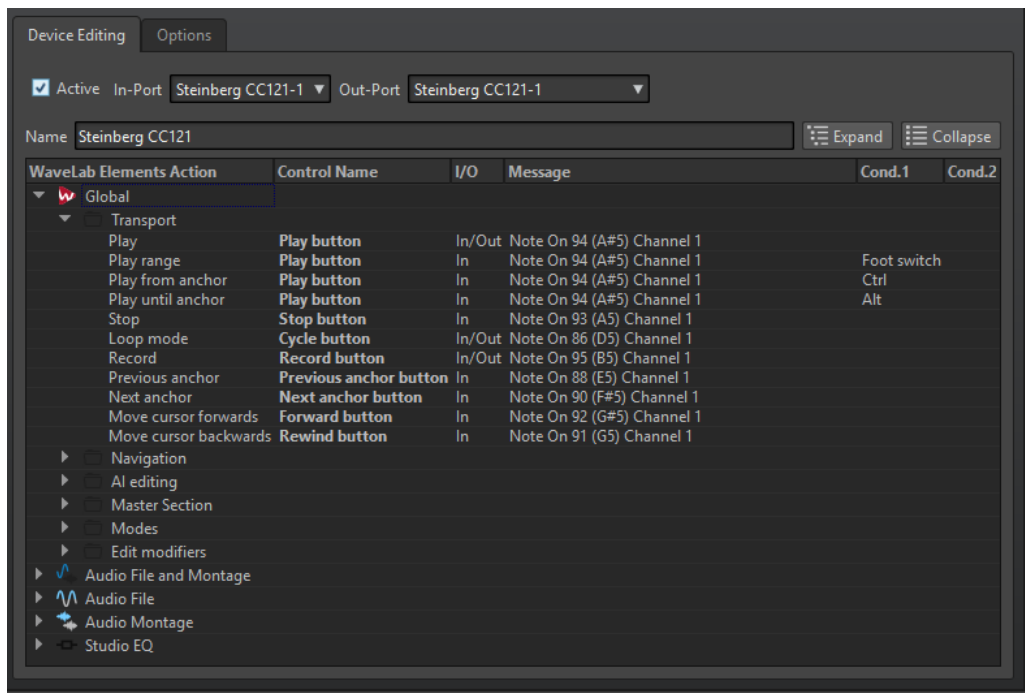 Device Editing Options
Active In-Port Steinberg CC121-1 Out-Port Steinberg CC121-1
Name Steinberg CC121 Expand Collapse
WaveLab Elements Action Control Name I/O Message Cond.1 Cond.2
Global
Transport
Play Play button In/Out Note On 94 (A#5) Channel 1
Play range Play button In Note On 94 (A#5) Channel 1 Foot switch
Play from anchor Play button In Note On 94 (A#5) Channel 1 Ctrl
Play until anchor Play button In Note On 94 (A#5) Channel 1 Alt
Stop Stop button In Note On 93 (A5) Channel 1
Loop mode Cycle button In/Out Note On 86 (D5) Channel 1
Record Record button In/Out Note On 95 (B5) Channel 1
Previous anchor Previous anchor button In Note On 88 (E5) Channel 1
Next anchor Next anchor button In Note On 90 (F#5) Channel 1
Move cursor forwards Forward button In Note On 92 (G#5) Channel 1
Move cursor backwards Rewind button In Note On 91 (G5) Channel 1
Navigation
AI editing
Master Section
Modes
Edit modifiers
Audio File and Montage
Audio File
Audio Montage
Studio EQ